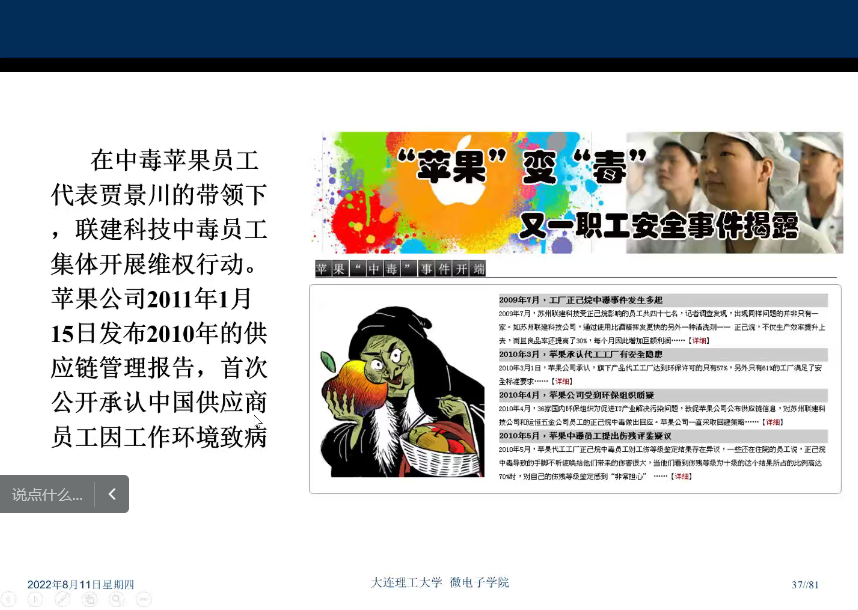 在中毒苹果员工
代表贾景川的带领下
，联建科技中毒员工
集体开展维权行动。
苹果公司2011年1月
15日发布2010年的供
应链管理报告，首次
公开承认中国供应商
员工因工作环境致病
“苹果”变“毒”
又一职工安全事件揭露
苹果“中毒”事件开端
2009年7月，工厂正己烷中毒事件发生多起
2009年7月，苏州联建科技受正己烷影响的员工共四十七名，记者调查发现，出现同样问题的并非只有一
家。如苏州联建科技公司，通过使用比酒精挥发更快的另外一种清洗剂—— 正己烷，不仅生产效率提升上
去，而且良品率还提高了30%，每个月因此增加巨额利润……【详细】
2010年3月，苹果承认代工工厂有安全隐患
2010年3月1日，苹果公司承认，旗下产品代工工厂达到环保许可的只有57%，另外只有61%的工厂满足了安
全标准要求……【详细】
2010年4月，苹果公司受到环保组织质疑
2010年4月，36家国内环保组织为促进IT产业解决污染问题，敦促苹果公司公布供应链信息，对苏州联建科
技公司和运恒五金公司员工的正己烷中毒做出回应。苹果公司一直采取回避策略……【详细】
2010年5月，苹果中毒员工提出伤残评鉴疑议
2010年5月，苹果代工工厂正己烷中毒员工对工伤等级鉴定结果存在异议，一些还在住院的员工说，正己烷
中毒导致的手脚不听使唤给他们带来的伤害很大，当他们看到伤残等级为十级的这个结果所占的比例高达
70%时，对自己的伤残等级鉴定感到“非常担心” ……【详细】
说点什么...
2022年8月11日星期四
大连理工大学 微电子学院
37//81